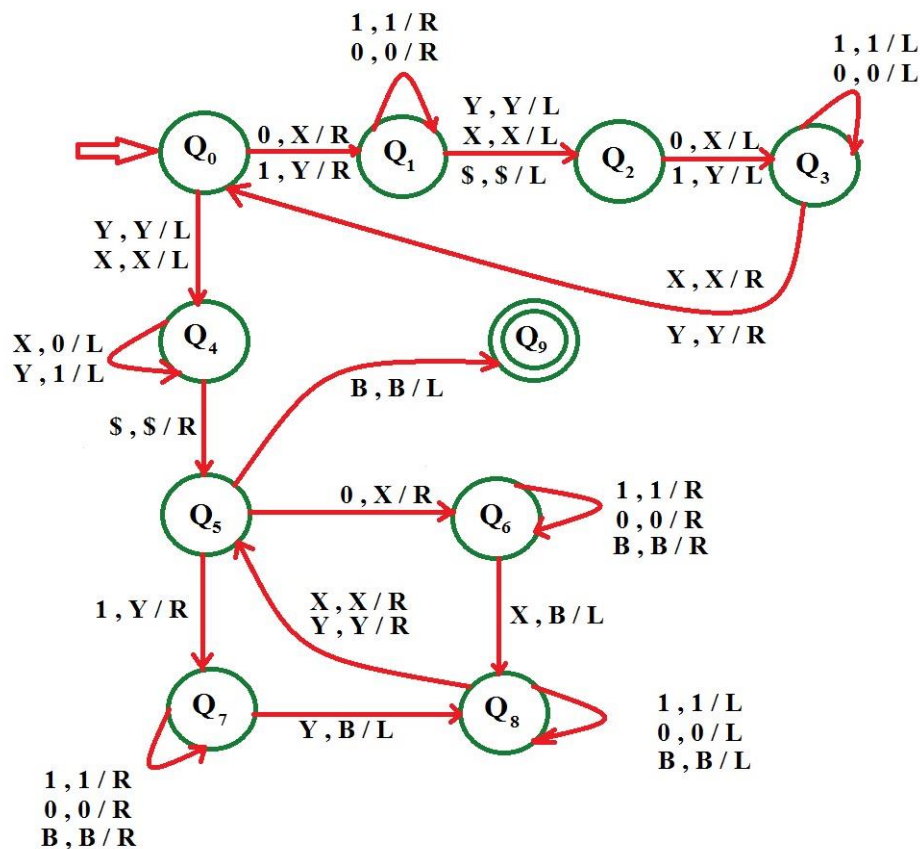 1 , 1 / R
0 , 0 / R
1 , 1 / L
0 , 0 / L
Y , Y / L
X , X / L
$ , $ / L
Q0
0 , X / R
1 , Y / R
Q1
Q2
0 , X / L
1 , Y / L
Q3
Y , Y / L
X , X / L
X , X / R
Y , Y / R
Q4
X , 0 / L
Y , 1 / L
Q9
B , B / L
$ , $ / R
Q5
0 , X / R
Q6
1 , 1 / R
0 , 0 / R
B , B / R
1 , Y / R
X , X / R
Y , Y / R
X , B / L
Q7
Y , B / L
Q8
1 , 1 / L
0 , 0 / L
B , B / L
1 , 1 / R
0 , 0 / R
B , B / R